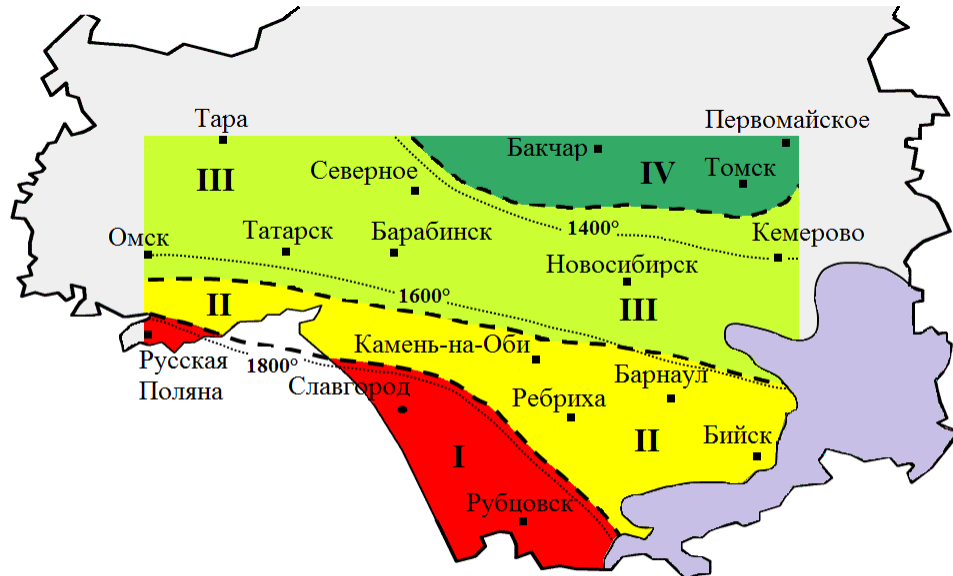 Тара
Первомайское
Бакчар
Северное
III
IV
Томск
1400°
Омск
Татарск
Барабинск
Кемерово
Новосибирск
1600°
II
III
Камень-на-Оби
Русская
Поляна
1800°
Славгород
Барнаул
Ребриха
II
Бийск
I
Рубцовск